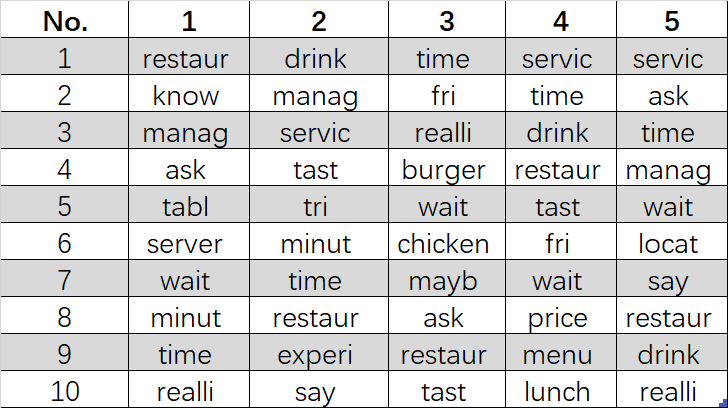 No. 1 2 3 4 5
1 restaur drink time servic servic
2 know manag fri time ask
3 manag servic realli drink time
4 ask tast burger restaur manag
5 tabl tri wait tast wait
6 server minut chicken fri locat
7 wait time mayb wait say
8 minut restaur ask price restaur
9 time experi restaur menu drink
10 realli say tast lunch realli